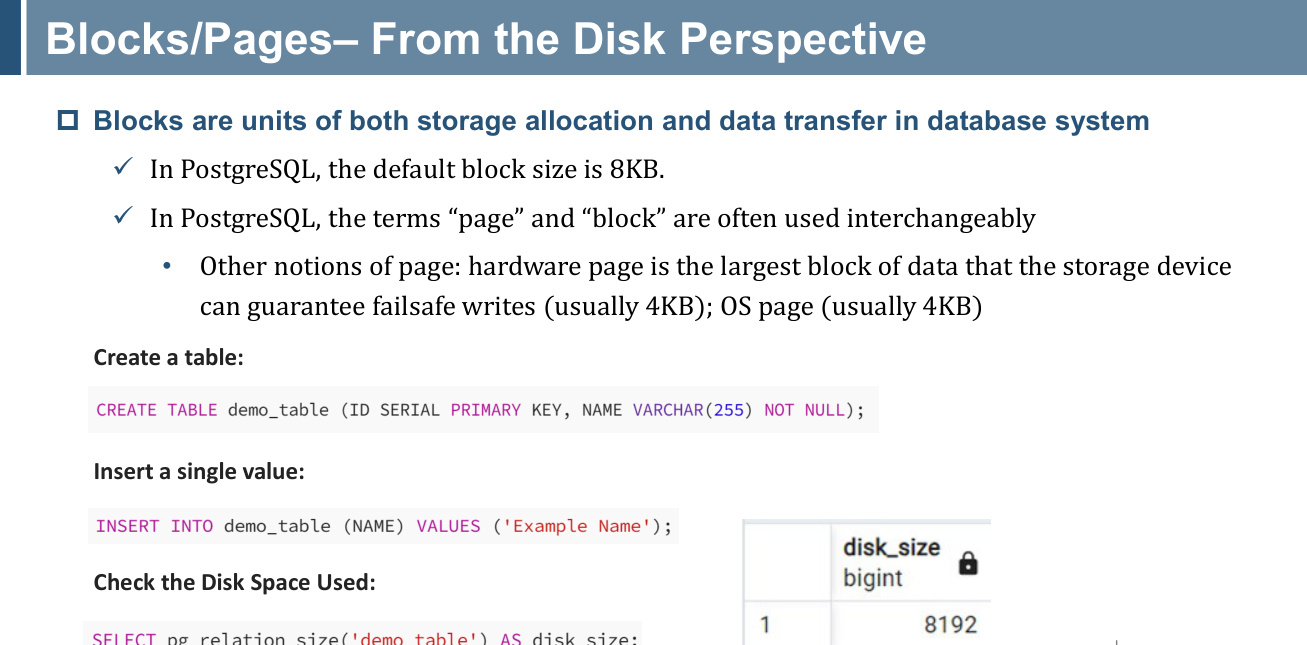 Blocks/Pages– From the Disk Perspective
Blocks are units of both storage allocation and data transfer in database system
In PostgreSQL, the default block size is 8KB.
In PostgreSQL, the terms “page” and “block” are often used interchangeably
Other notions of page: hardware page is the largest block of data that the storage device
can guarantee failsafe writes (usually 4KB); OS page (usually 4KB)
Create a table:
CREATE TABLE demo_table (ID SERIAL PRIMARY KEY, NAME VARCHAR(255) NOT NULL);
Insert a single value:
INSERT INTO demo_table (NAME) VALUES ('Example Name');
Check the Disk Space Used:
SELECT pg_relation_size('demo_table') AS disk_size;
disk_size
bigint
1 8192